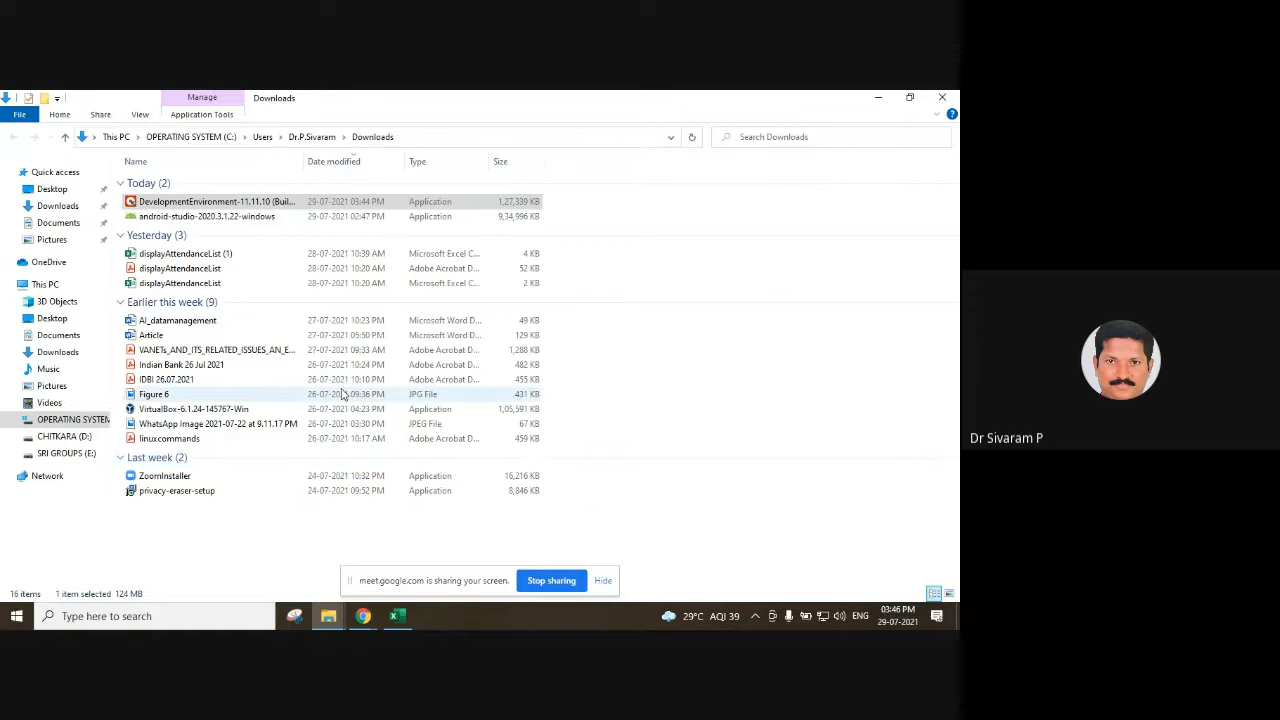 Manage
Downloads
File
Home
Share
View
Application Tools
This PC
OPERATING SYSTEM (C:)
Users
Dr.P.Sivaram
Downloads
Search Downloads
Name
Date modified
Type
Size
Quick access
Desktop
Downloads
Documents
Pictures
OneDrive
This PC
3D Objects
Desktop
Documents
Downloads
Music
Pictures
Videos
OPERATING SYSTEM
CHITKARA (D:)
SRI GROUPS (E:)
Network
Today (2)
DevelopmentEnvironment-11.11.10 (Buil... 29-07-2021 03:44 PM Application 1,27,339 KB
android-studio-2020.3.1.22-windows 29-07-2021 02:47 PM Application 9,34,996 KB
Yesterday (3)
displayAttendanceList (1) 28-07-2021 10:39 AM Microsoft Excel C... 4 KB
displayAttendanceList 28-07-2021 10:20 AM Adobe Acrobat D... 52 KB
displayAttendanceList 28-07-2021 10:20 AM Microsoft Excel C... 2 KB
Earlier this week (9)
AI_datamanagement 27-07-2021 10:23 PM Microsoft Word D... 49 KB
Article 27-07-2021 05:50 PM Microsoft Word D... 129 KB
VANETs_AND_ITS_RELATED_ISSUES_AN_E... 27-07-2021 09:33 AM Adobe Acrobat D... 1,288 KB
Indian Bank 26 Jul 2021 26-07-2021 10:24 PM Adobe Acrobat D... 482 KB
IDBI 26.07.2021 26-07-2021 10:10 PM Adobe Acrobat D... 455 KB
Figure 6 26-07-2021 09:36 PM JPG File 431 KB
VirtualBox-6.1.24-145767-Win 26-07-2021 04:23 PM Application 1,05,591 KB
WhatsApp Image 2021-07-22 at 9.11.17 PM 26-07-2021 03:30 PM JPEG File 67 KB
linuxcommands 26-07-2021 10:17 AM Adobe Acrobat D... 459 KB
Last week (2)
ZoomInstaller 24-07-2021 10:32 PM Application 16,216 KB
privacy-eraser-setup 24-07-2021 09:52 PM Application 8,846 KB
meet.google.com is sharing your screen. Stop sharing Hide
16 items 1 item selected 124 MB
Type here to search
29°C AQI 39
ENG
03:46 PM
29-07-2021
Dr Sivaram P